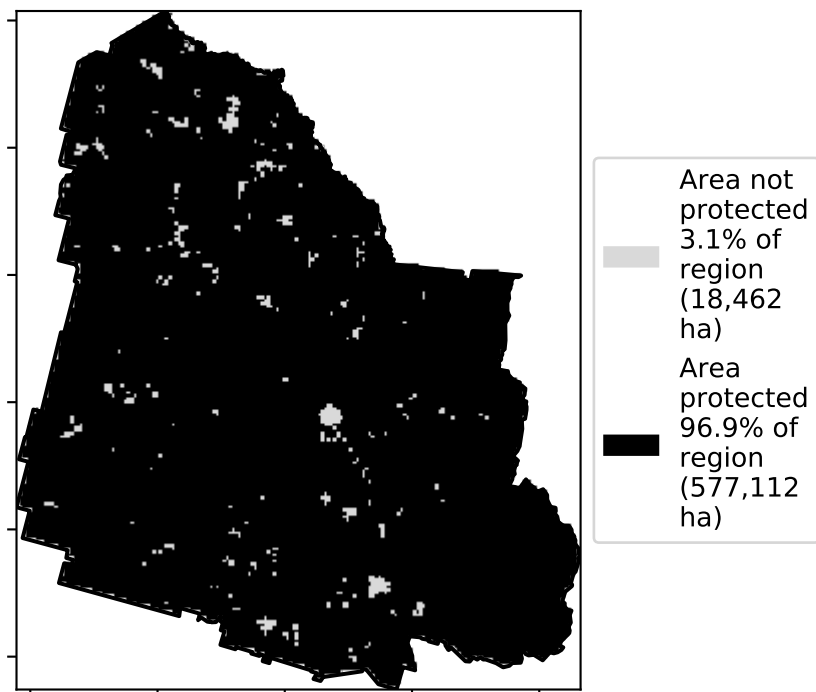 Area not
protected
3.1% of
region
(18,462
ha)
Area
protected
96.9% of
region
(577,112
ha)